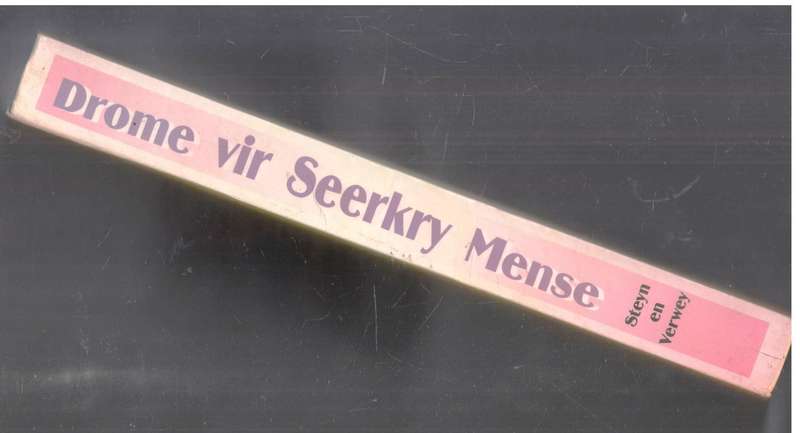 Drome vir Seerkry Mense
Steyn
en
Verwey